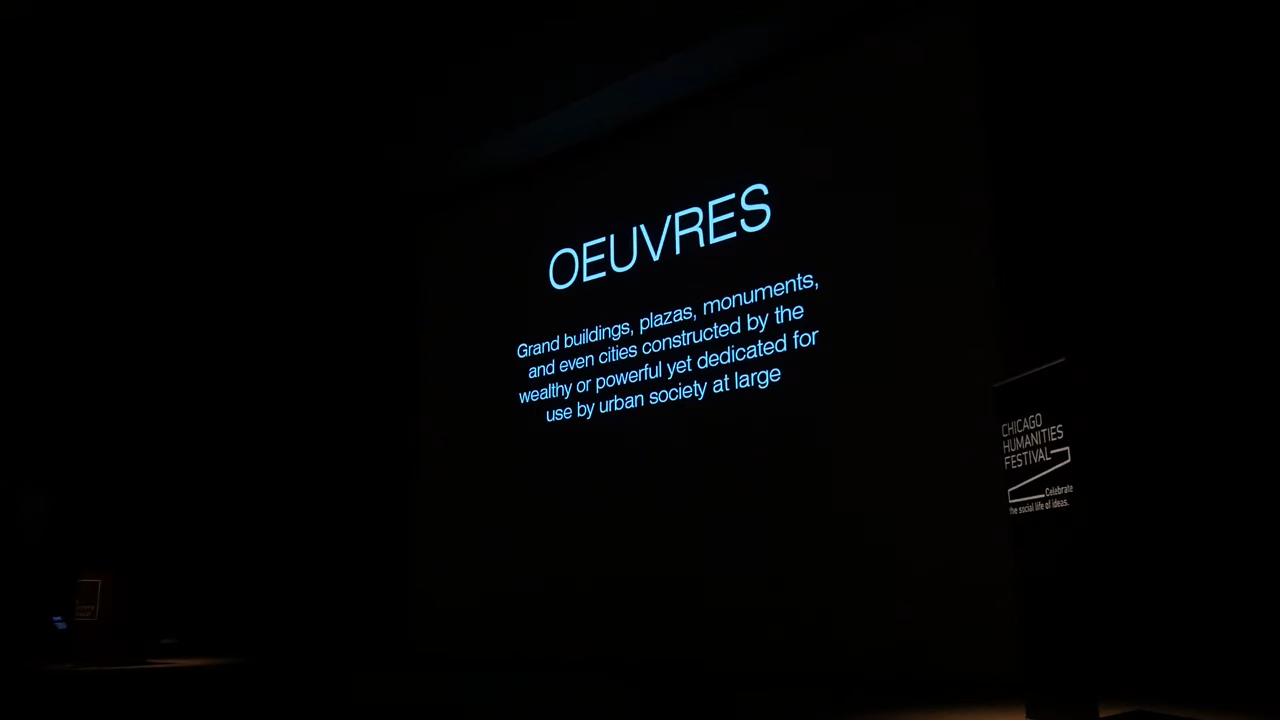 OEUVRES
Grand buildings, plazas, monuments,
and even cities constructed by the
wealthy or powerful yet dedicated for
use by urban society at large
CHICAGO
HUMANITIES
FESTIVAL
Celebrate
the social life of ideas.